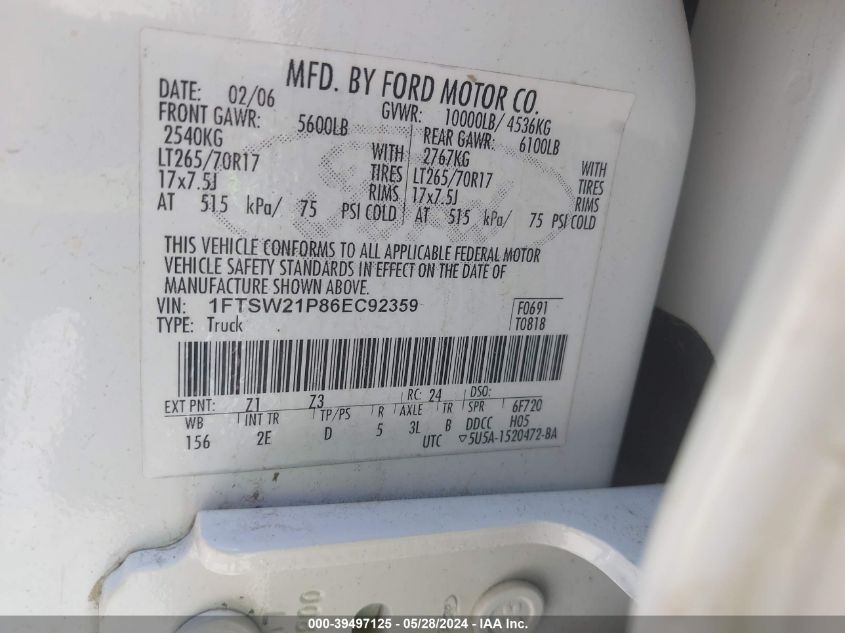 MFD. BY FORD MOTOR CO.
DATE: 02/06 GVWR: 10000LB/ 4536KG
FRONT GAWR: 5600LB REAR GAWR: 6100LB
2540KG WITH 2767KG WITH
LT265/70R17 TIRES LT265/70R17 TIRES
17x7.5J RIMS 17x7.5J RIMS
AT 515 kPa/ 75 PSI COLD AT 515 kPa/ 75 PSI COLD
THIS VEHICLE CONFORMS TO ALL APPLICABLE FEDERAL MOTOR
VEHICLE SAFETY STANDARDS IN EFFECT ON THE DATE OF
MANUFACTURE SHOWN ABOVE.
VIN: 1FTSW21P86EC92359 F0691
TYPE: Truck T0818
EXT PNT: Z1 Z3 RC: 24 DSO:
WB INT TR TP/PS R AXLE TR SPR 6F720
156 2E D 5 3L B DDCC H05
UTC ▽5U5A-1520472-BA
000-39497125 - 05/28/2024 - IAA Inc.